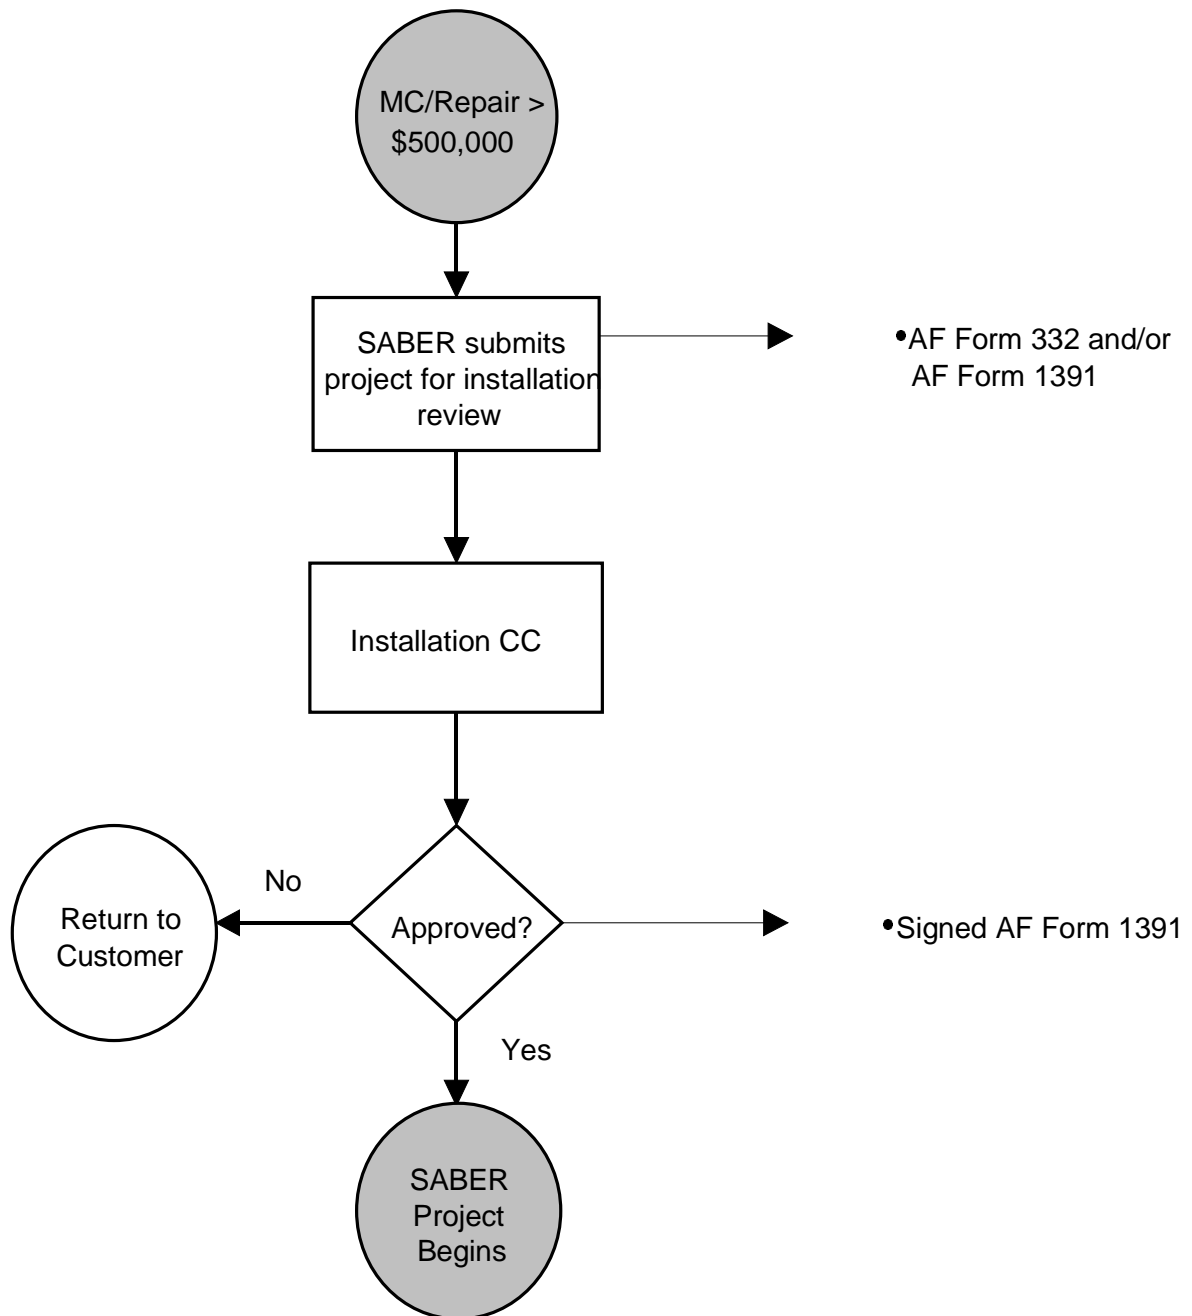 MC/Repair >
$500,000
SABER submits
project for installation
review
•AF Form 332 and/or
AF Form 1391
Installation CC
No
Return to
Customer
Approved?
•Signed AF Form 1391
Yes
SABER
Project
Begins